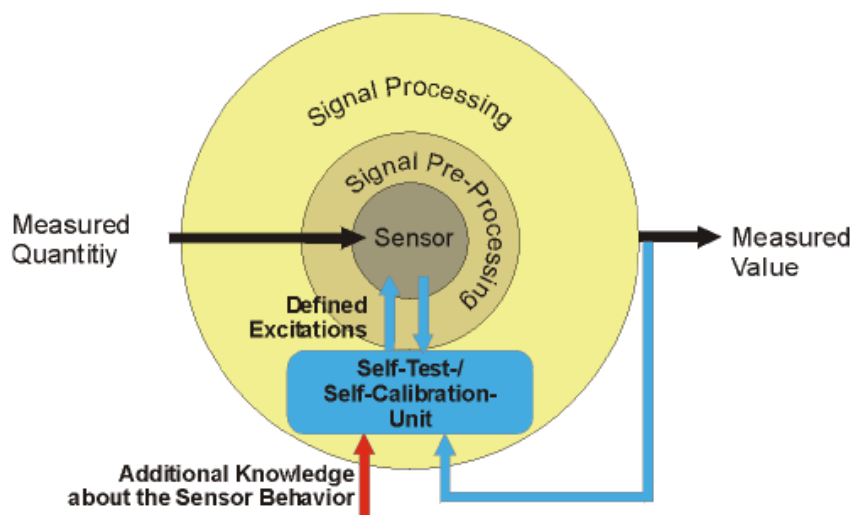 Signal Processing
Signal Pre-Processing
Measured
Quantitiy
Sensor
Measured
Value
Defined
Excitations
Self-Test-/
Self-Calibration-
Unit
Additional Knowledge
about the Sensor Behavior